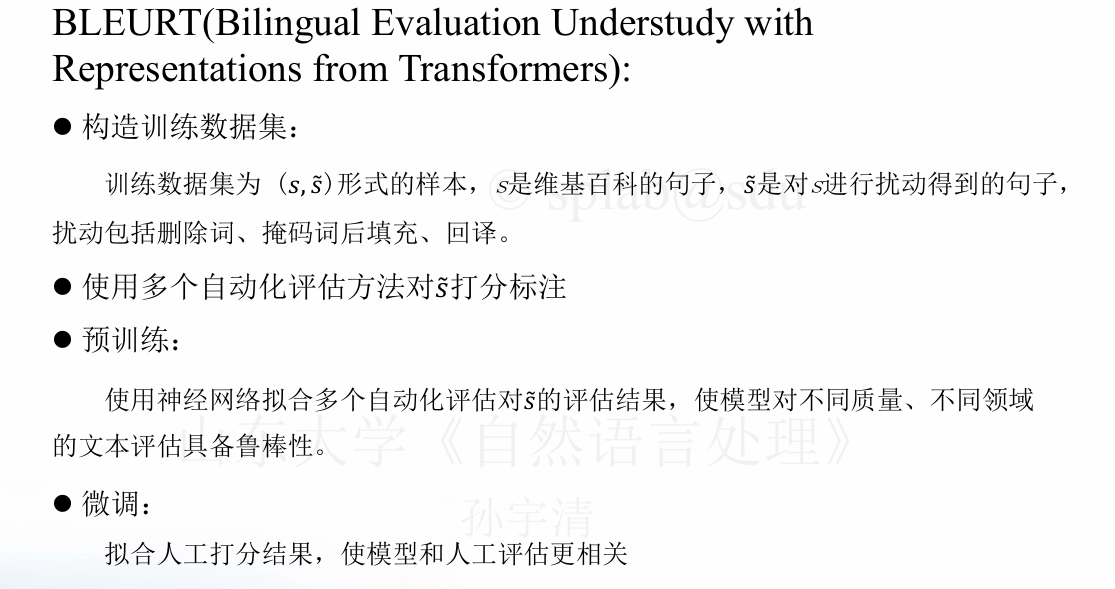 BLEURT(Bilingual Evaluation Understudy with
Representations from Transformers):
● 构造训练数据集：
训练数据集为（s, s̃）形式的样本，s是维基百科的句子，s̃是对s进行扰动得到的句子，
© splab@sdu
扰动包括删除词、掩码词后填充、回译。
● 使用多个自动化评估方法对s̃打分标注
● 预训练：
使用神经网络拟合多个自动化评估对s̃的评估结果，使模型对不同质量、不同领域
的文本评估具备鲁棒性。
山东大学《自然语言处理》
● 微调：
孙宇清
拟合人工打分结果，使模型和人工评估更相关